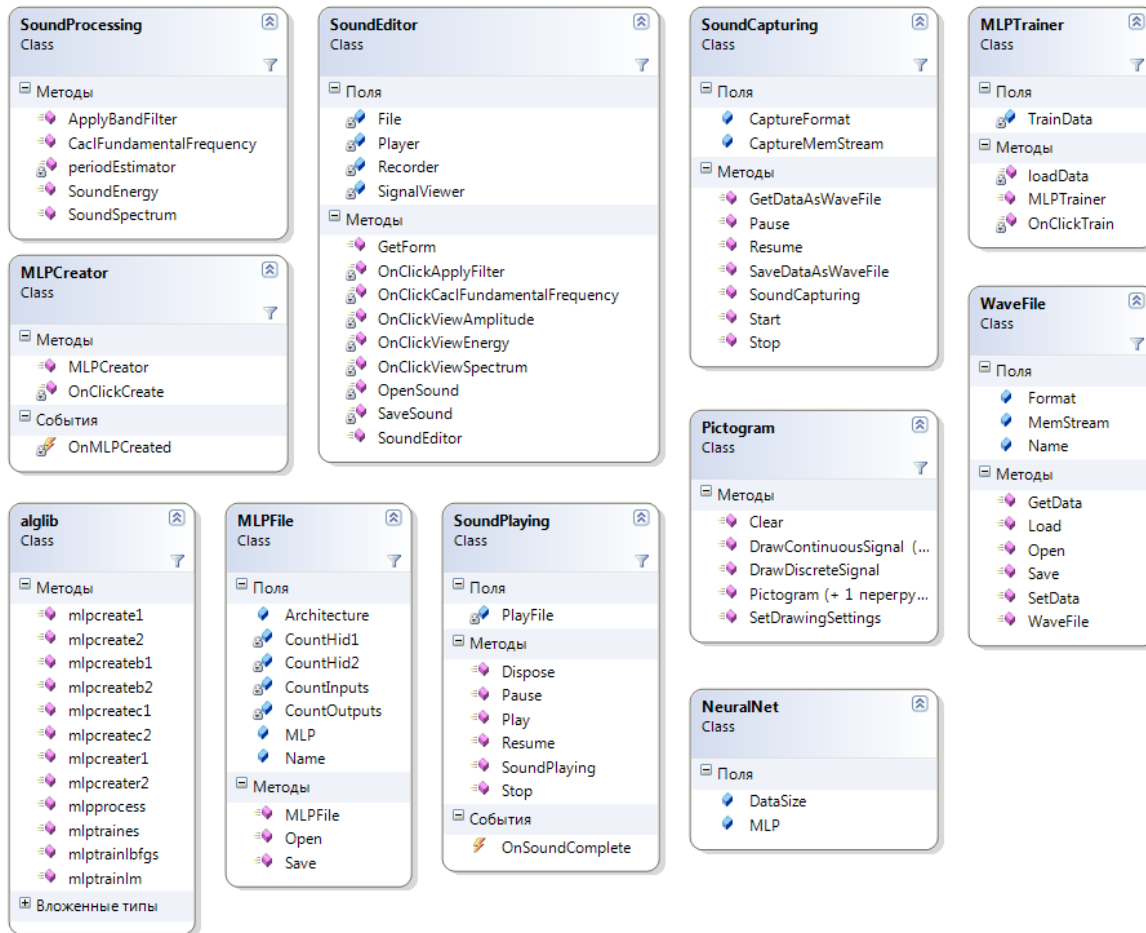 SoundProcessing
Class
Методы
ApplyBandFilter
CaclFundamentalFrequency
periodEstimator
SoundEnergy
SoundSpectrum
MLPCreator
Class
Методы
MLPCreator
OnClickCreate
События
OnMLPCreated
SoundEditor
Class
Поля
File
Player
Recorder
SignalViewer
Методы
GetForm
OnClickApplyFilter
OnClickCaclFundamentalFrequency
OnClickViewAmplitude
OnClickViewEnergy
OnClickViewSpectrum
OpenSound
SaveSound
SoundEditor
SoundCapturing
Class
Поля
CaptureFormat
CaptureMemStream
Методы
GetDataAsWaveFile
Pause
Resume
SaveDataAsWaveFile
SoundCapturing
Start
Stop
MLPTrainer
Class
Поля
TrainData
Методы
loadData
MLPTrainer
OnClickTrain
WaveFile
Class
Поля
Format
MemStream
Name
Методы
GetData
Load
Open
Save
SetData
WaveFile
Pictogram
Class
Методы
Clear
DrawContinuousSignal (...
DrawDiscreteSignal
Pictogram (+ 1 перегру...
SetDrawingSettings
alglib
Class
Методы
mlpcreate1
mlpcreate2
mlpcreateb1
mlpcreateb2
mlpcreatec1
mlpcreatec2
mlpcreater1
mlpcreater2
mlpprocess
mlptraines
mlptrainlbfgs
mlptrainlm
Вложенные типы
MLPFile
Class
Поля
Architecture
CountHid1
CountHid2
CountInputs
CountOutputs
MLP
Name
Методы
MLPFile
Open
Save
SoundPlaying
Class
Поля
PlayFile
Методы
Dispose
Pause
Play
Resume
SoundPlaying
Stop
События
OnSoundComplete
NeuralNet
Class
Поля
DataSize
MLP